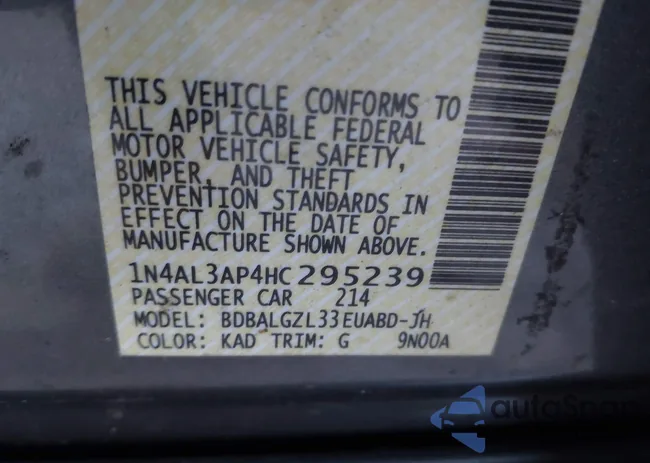 THIS VEHICLE CONFORMS TO
ALL APPLICABLE FEDERAL
MOTOR VEHICLE SAFETY,
BUMPER, AND THEFT
PREVENTION STANDARDS IN
EFFECT ON THE DATE OF
MANUFACTURE SHOWN ABOVE.
1N4AL3AP4HC295239
PASSENGER CAR 214
MODEL: BDBALGZL33EUABD-JH
COLOR: KAD TRIM: G 9N00A